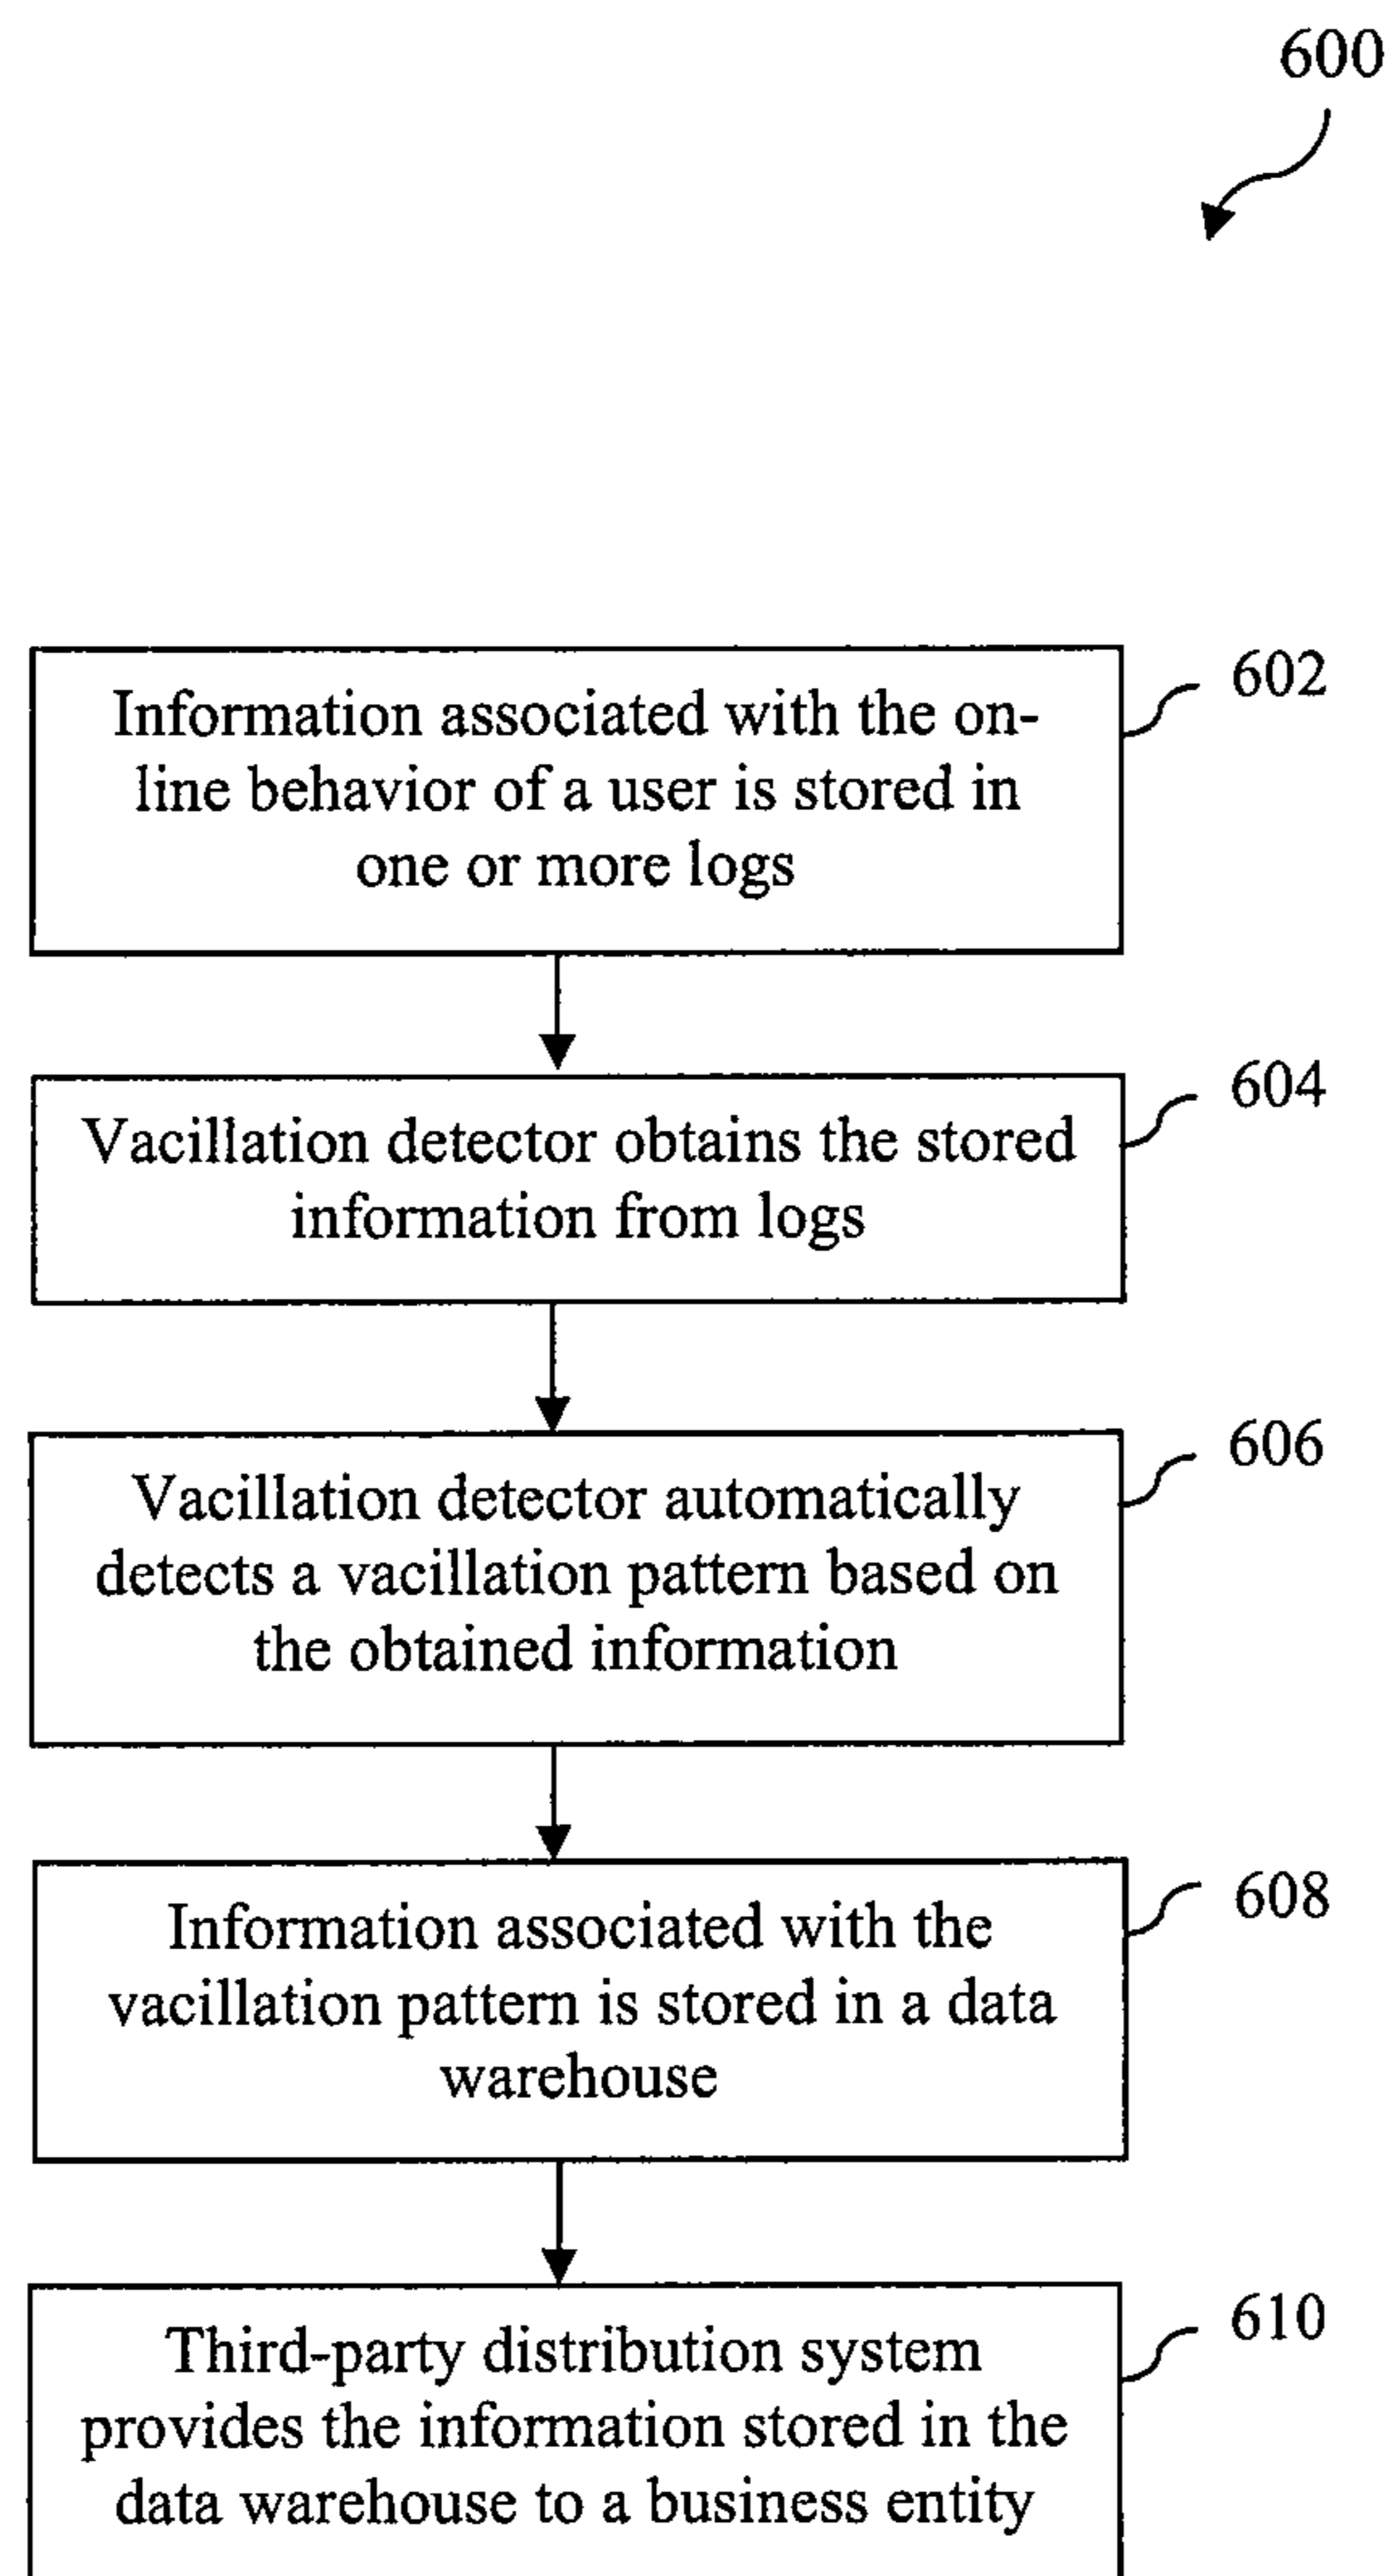 600
Information associated with the on-
line behavior of a user is stored in
one or more logs
602
Vacillation detector obtains the stored
information from logs
604
Vacillation detector automatically
detects a vacillation pattern based on
the obtained information
606
Information associated with the
vacillation pattern is stored in a data
warehouse
608
Third-party distribution system
provides the information stored in the
data warehouse to a business entity
610